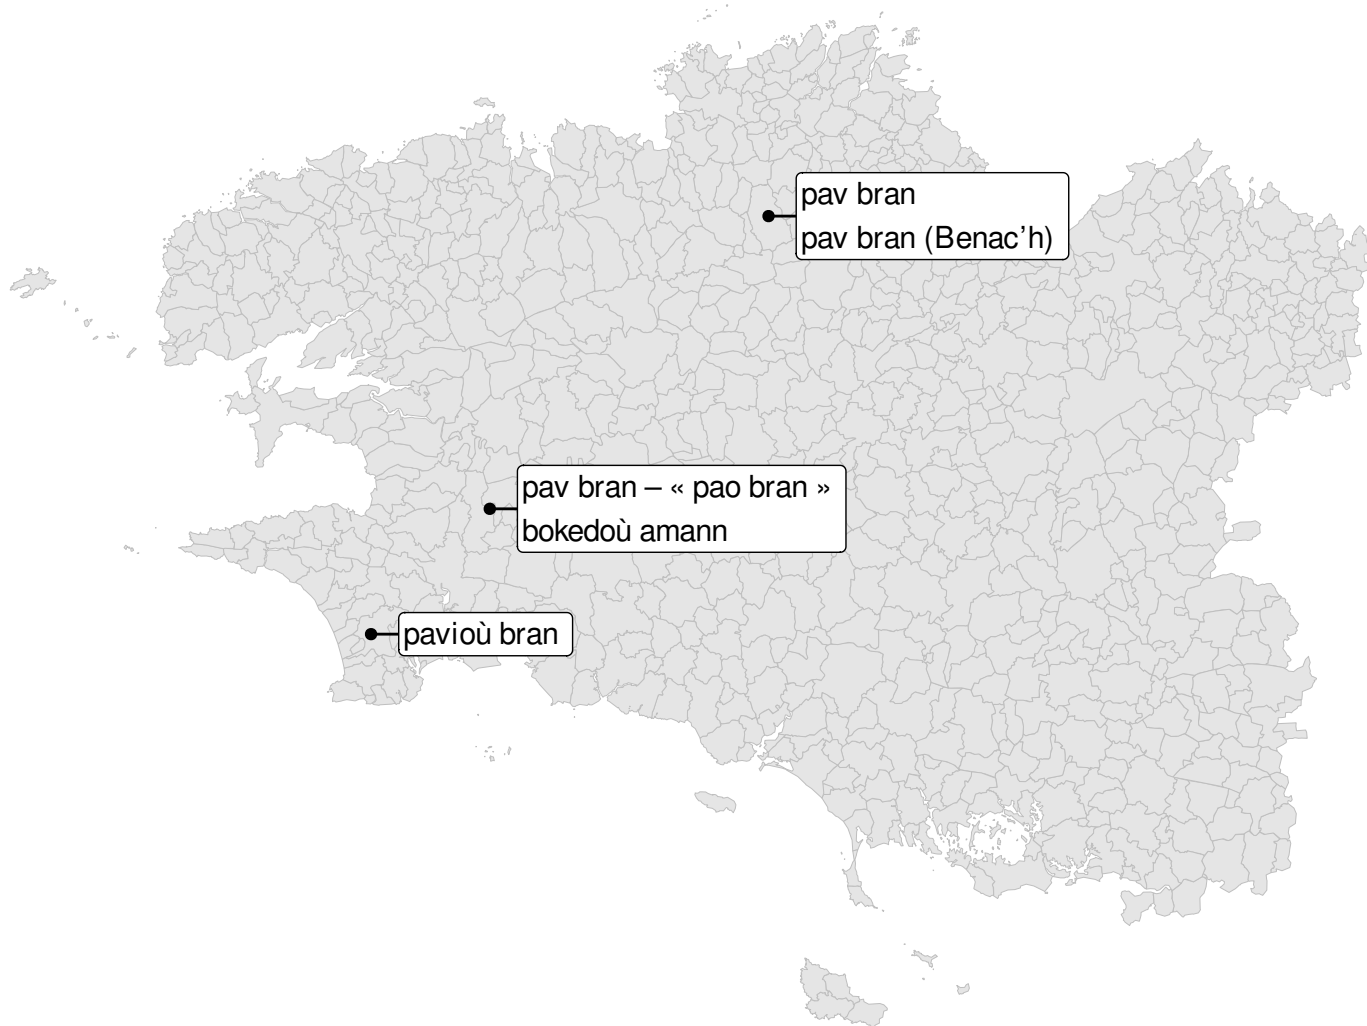 pav bran
pav bran (Benac’h)
pav bran – « pao bran »
bokedoù amann
pavioù bran